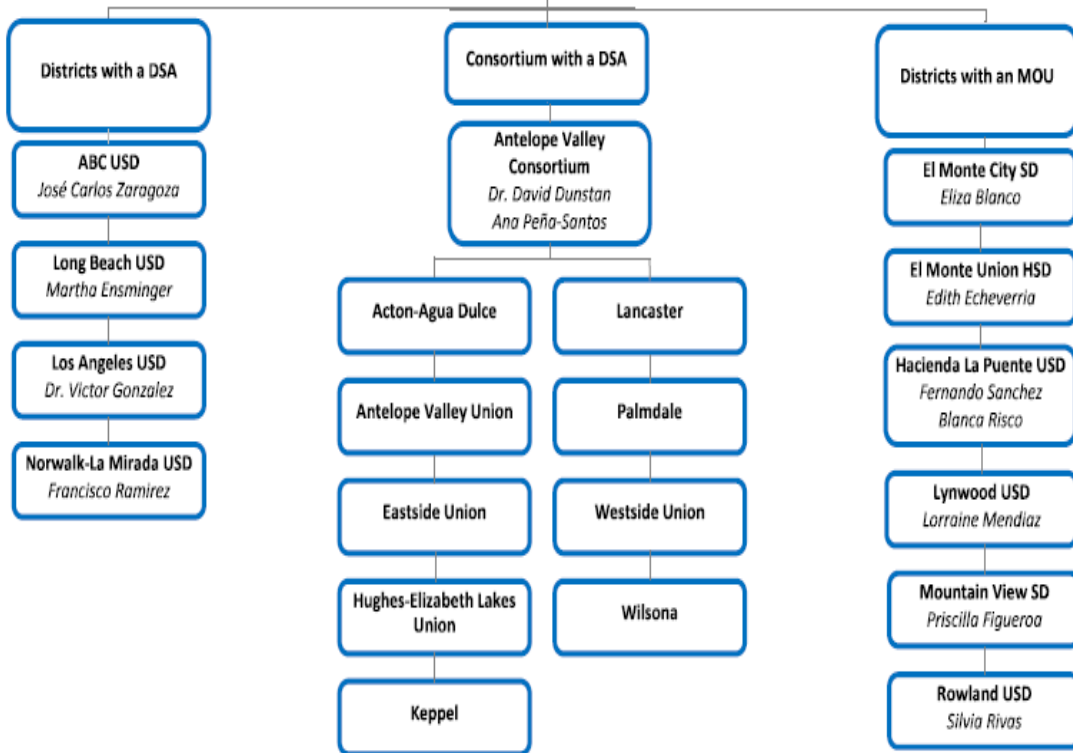 Districts with a DSA
ABC USD
José Carlos Zaragoza
Long Beach USD
Martha Ensminger
Los Angeles USD
Dr. Victor Gonzalez
Norwalk-La Mirada USD
Francisco Ramirez
Consortium with a DSA
Antelope Valley
Consortium
Dr. David Dunstan
Ana Peña-Santos
Acton-Agua Dulce
Antelope Valley Union
Eastside Union
Hughes-Elizabeth Lakes
Union
Keppel
Lancaster
Palmdale
Westside Union
Wilsona
Districts with an MOU
El Monte City SD
Eliza Blanco
El Monte Union HSD
Edith Echeverria
Hacienda La Puente USD
Fernando Sanchez
Blanca Risco
Lynwood USD
Lorraine Mendiaz
Mountain View SD
Priscilla Figueroa
Rowland USD
Silvia Rivas